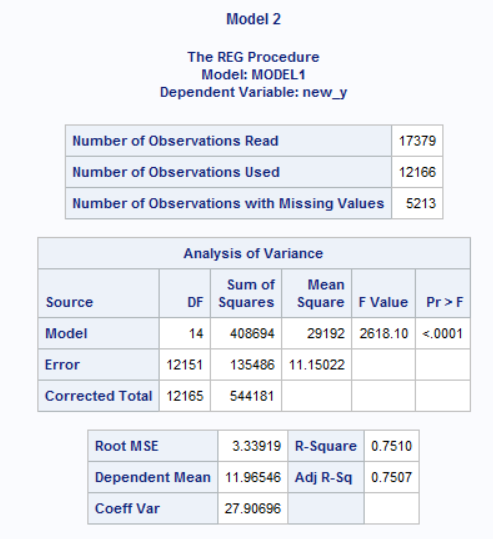 Model 2
The REG Procedure
Model: MODEL1
Dependent Variable: new_y
Number of Observations Read 17379
Number of Observations Used 12166
Number of Observations with Missing Values 5213
Analysis of Variance
Source DF Sum of Squares Mean Square F Value Pr > F
Model 14 408694 29192 2618.10 <.0001
Error 12151 135486 11.15022
Corrected Total 12165 544181
Root MSE 3.33919 R-Square 0.7510
Dependent Mean 11.96546 Adj R-Sq 0.7507
Coeff Var 27.90696